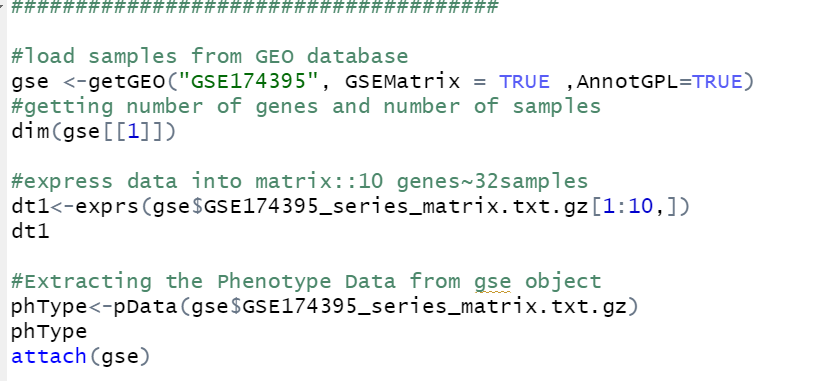 ######################################
#load samples from GEO database
gse <-getGEO("GSE174395", GSEMatrix = TRUE ,AnnotGPL=TRUE)
#getting number of genes and number of samples
dim(gse[[1]])
#express data into matrix::10 genes~32samples
dt1<-exprs(gse$GSE174395_series_matrix.txt.gz[1:10,])
dt1
#Extracting the Phenotype Data from gse object
phType<-pData(gse$GSE174395_series_matrix.txt.gz)
phType
attach(gse)